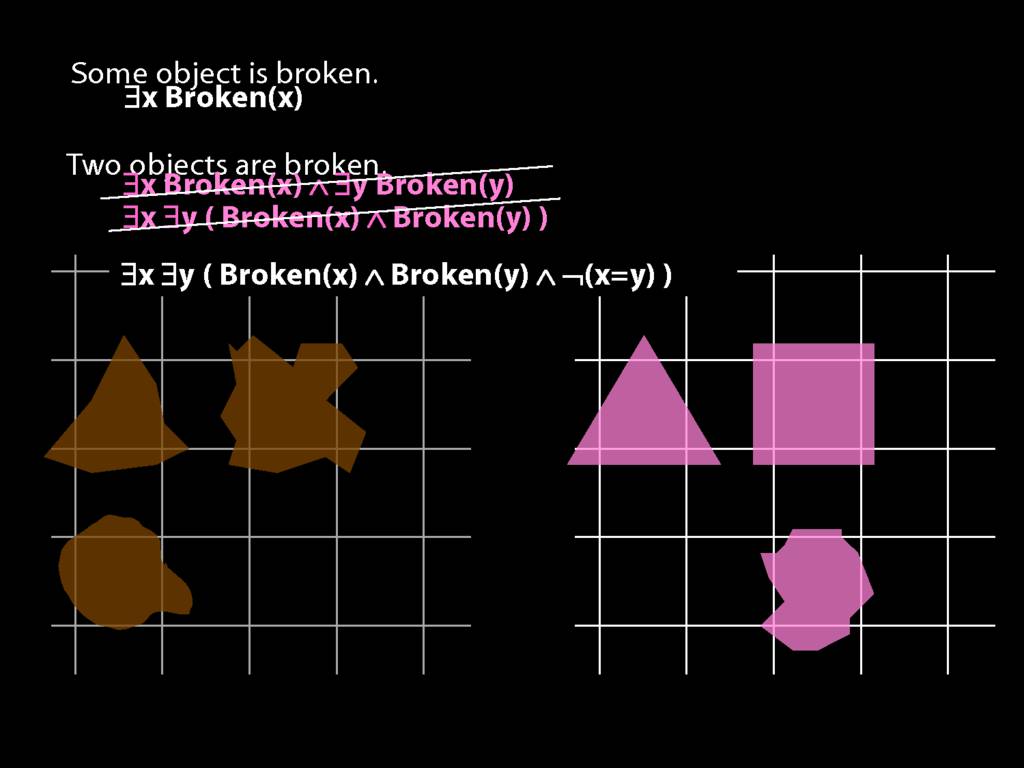 Some object is broken.
∃x Broken(x)
Two objects are broken.
∃x Broken(x) ∧ ∃y Broken(y)
∃x ∃y ( Broken(x) ∧ Broken(y) )
∃x ∃y ( Broken(x) ∧ Broken(y) ∧ ¬(x=y) )